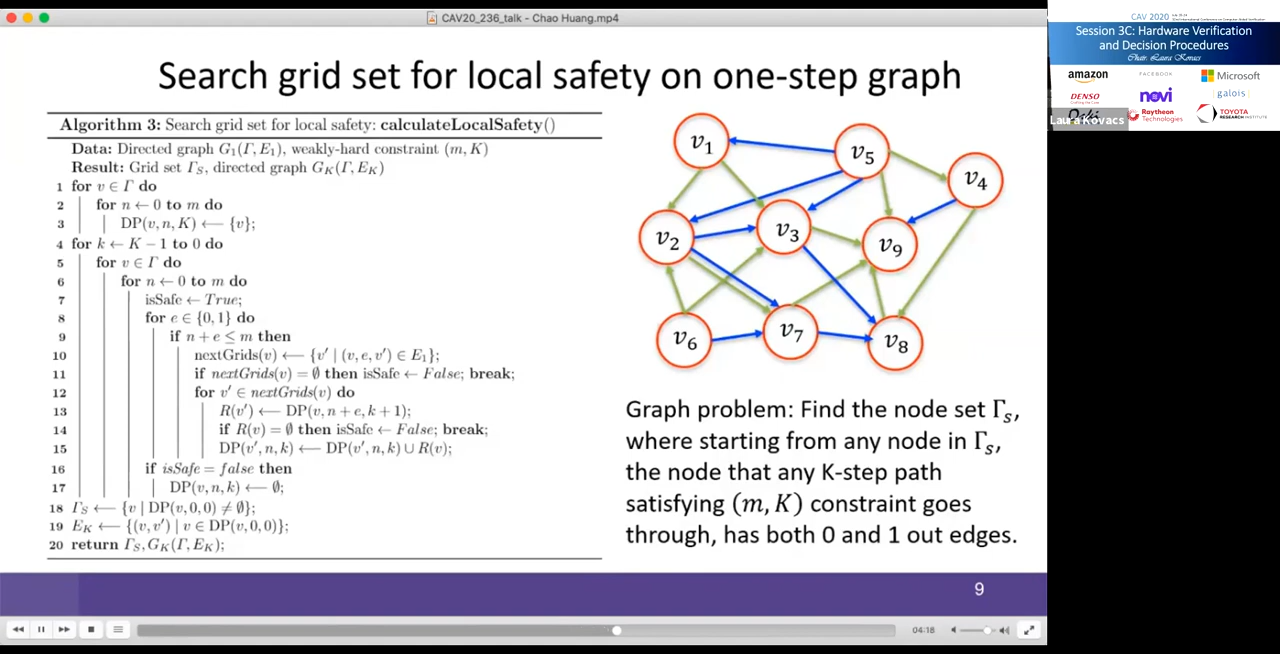 CAV20_236_talk - Chao Huang.mp4
Search grid set for local safety on one-step graph
Algorithm 3: Search grid set for local safety: calculateLocalSafety()
Data: Directed graph G₁(Γ, E₁), weakly-hard constraint (m, K)
Result: Grid set Γ_S, directed graph G_K(Γ, E_K)
1 for v ∈ Γ do
2 for n ← 0 to m do
3 DP(v, n, K) ⟵ {v};
4 for k ← K − 1 to 0 do
5 for v ∈ Γ do
6 for n ← 0 to m do
7 isSafe ← True;
8 for e ∈ {0, 1} do
9 if n + e ≤ m then
10 nextGrids(v) ⟵ {v′ | (v, e, v′) ∈ E₁};
11 if nextGrids(v) = ∅ then isSafe ← False; break;
12 for v′ ∈ nextGrids(v) do
13 R(v′) ⟵ DP(v, n + e, k + 1);
14 if R(v) = ∅ then isSafe ← False; break;
15 DP(v′, n, k) ⟵ DP(v′, n, k) ∪ R(v);
16 if isSafe = false then
17 DP(v, n, k) ⟵ ∅;
18 Γ_S ⟵ {v | DP(v, 0, 0) ≠ ∅};
19 E_K ⟵ {(v, v′) | v ∈ DP(v, 0, 0)};
20 return Γ_S, G_K(Γ, E_K);
v₁
v₅
v₄
v₂
v₃
v₉
v₆
v₇
v₈
Graph problem: Find the node set Γₛ,
where starting from any node in Γₛ,
the node that any K-step path
satisfying (m, K) constraint goes
through, has both 0 and 1 out edges.
9
04:18
CAV 2020
Session 3C: Hardware Verification
and Decision Procedures
Chair: Laura Kovacs
amazon
FACEBOOK
Microsoft
DENSO
novi
galois
Laura Kovacs
Raytheon
Technologies
TOYOTA
RESEARCH INSTITUTE